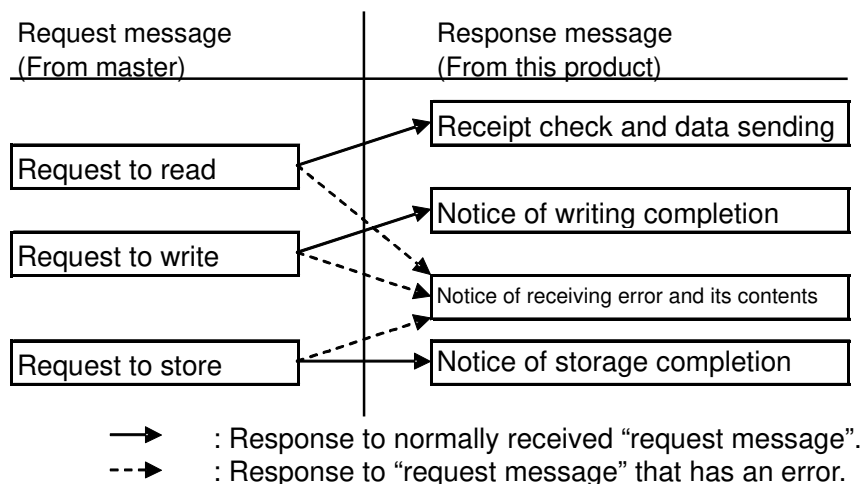 Request message
(From master)
Response message
(From this product)
Request to read
Receipt check and data sending
Request to write
Notice of writing completion
Notice of receiving error and its contents
Request to store
Notice of storage completion
: Response to normally received “request message”.
: Response to “request message” that has an error.